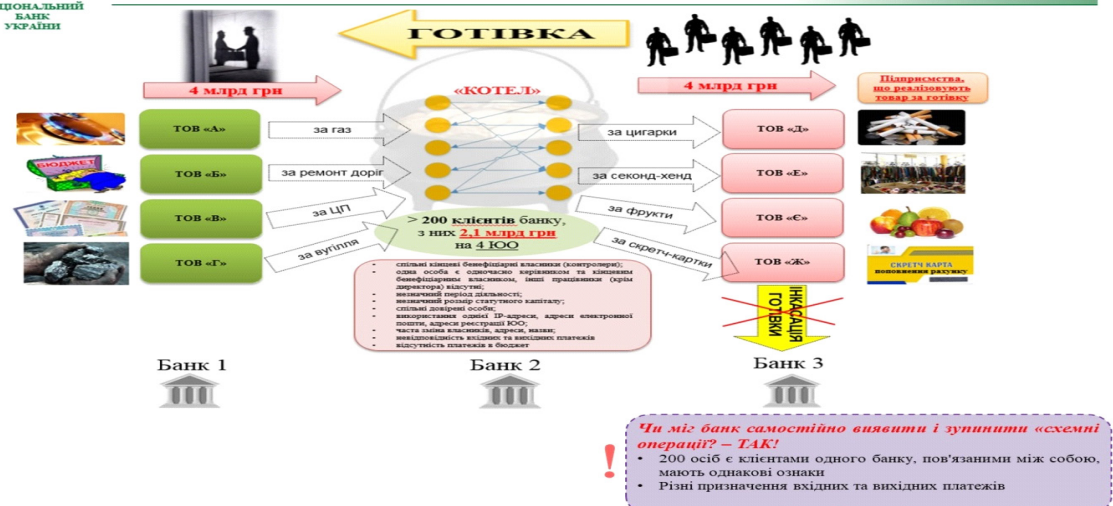 ЦІОНАЛЬНИЙ
БАНК
УКРАЇНИ
ГОТІВКА
4 млрд грн
«КОТЕЛ»
4 млрд грн
Підприємства,
що реалізовують
товар за готівку
ТОВ «А»
за газ
за цигарки
ТОВ «Д»
БЮДЖЕТ
ТОВ «Б»
за ремонт доріг
за секонд-хенд
ТОВ «Е»
ТОВ «В»
за ЦП
за фрукти
ТОВ «Є»
ТОВ «Г»
за вугілля
за скретч-картки
ТОВ «Ж»
СКРЕТЧ КАРТА
поповнення рахунку
> 200 клієнтів банку,
з них 2,1 млрд грн
на 4 ЮО
• спільні кінцеві бенефіціарні власники (контролери);
• одна особа є одночасно керівником та кінцевим
бенефіціарним власником, інші працівники (крім
директора) відсутні;
• незначний період діяльності;
• незначний розмір статутного капіталу;
• спільні довірені особи;
• використання однієї IP-адреси, адреси електронної
пошти, адреси реєстрації ЮО;
• часта зміна власників, адреси, назви;
• невідповідність вхідних та вихідних платежів
• відсутність платежів в бюджет
ІНКАСАЦІЯ
ГОТІВКИ
Банк 1
Банк 2
Банк 3
Чи міг банк самостійно виявити і зупинити «схемні
операції? – ТАК!
• 200 осіб є клієнтами одного банку, пов'язаними між собою,
мають однакові ознаки
• Різні призначення вхідних та вихідних платежів